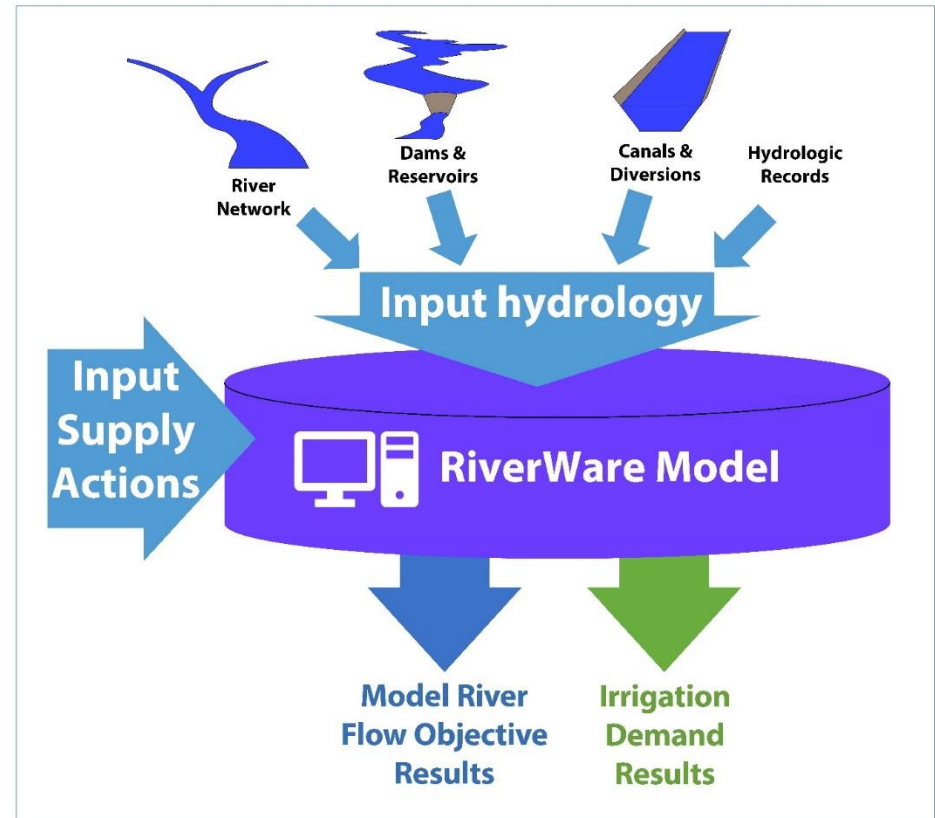 River
Network
Dams &
Reservoirs
Canals &
Diversions
Hydrologic
Records
Input hydrology
Input
Supply
Actions
RiverWare Model
Model River
Flow Objective
Results
Irrigation
Demand
Results